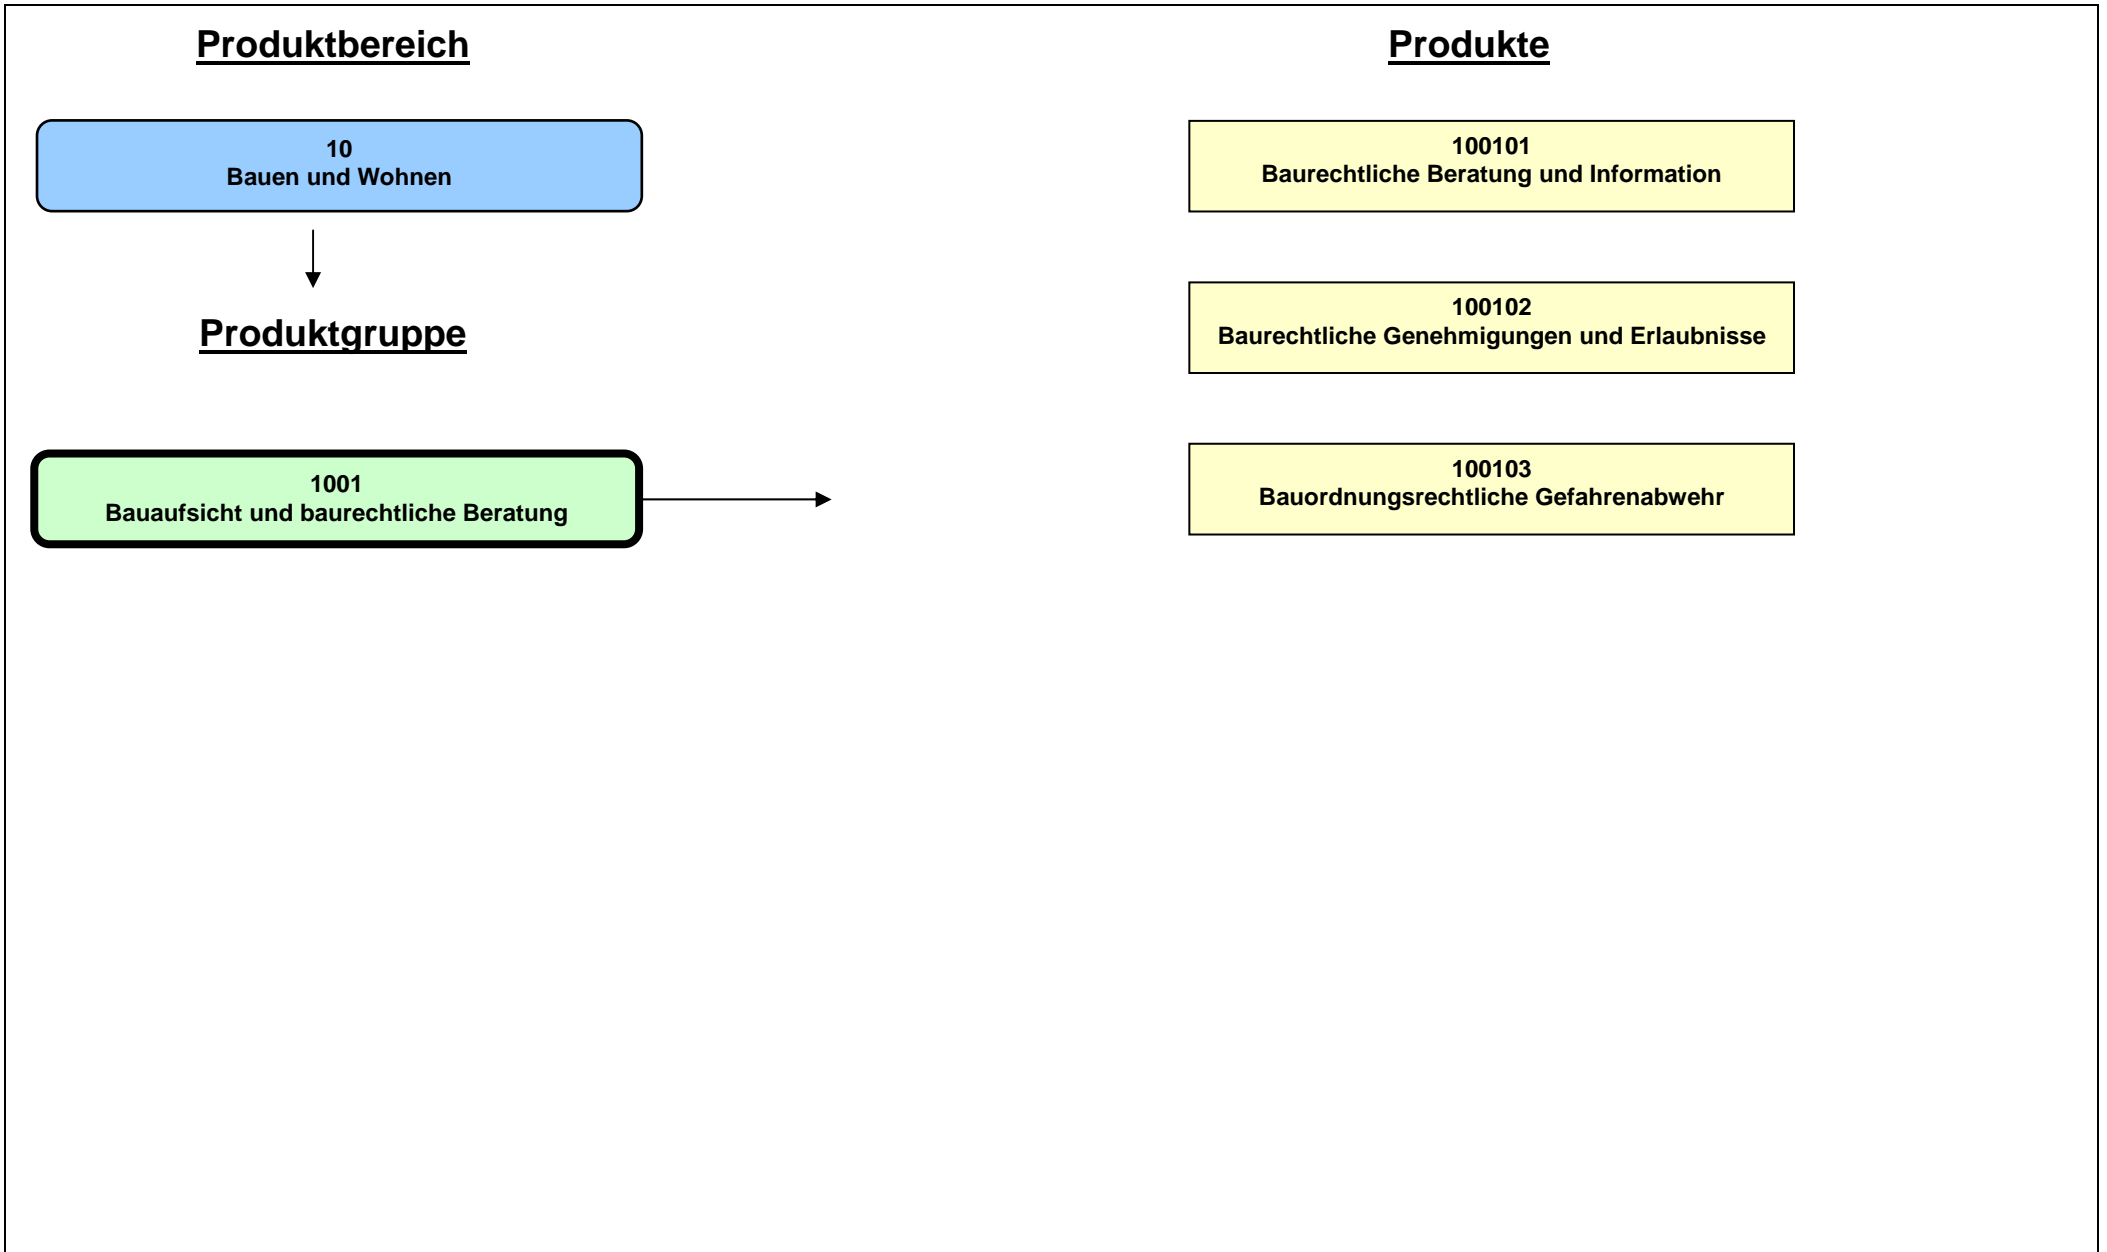 Produktbereich
10
Bauen und Wohnen
Produktgruppe
1001
Bauaufsicht und baurechtliche Beratung
Produkte
100101
Baurechtliche Beratung und Information
100102
Baurechtliche Genehmigungen und Erlaubnisse
100103
Bauordnungsrechtliche Gefahrenabwehr